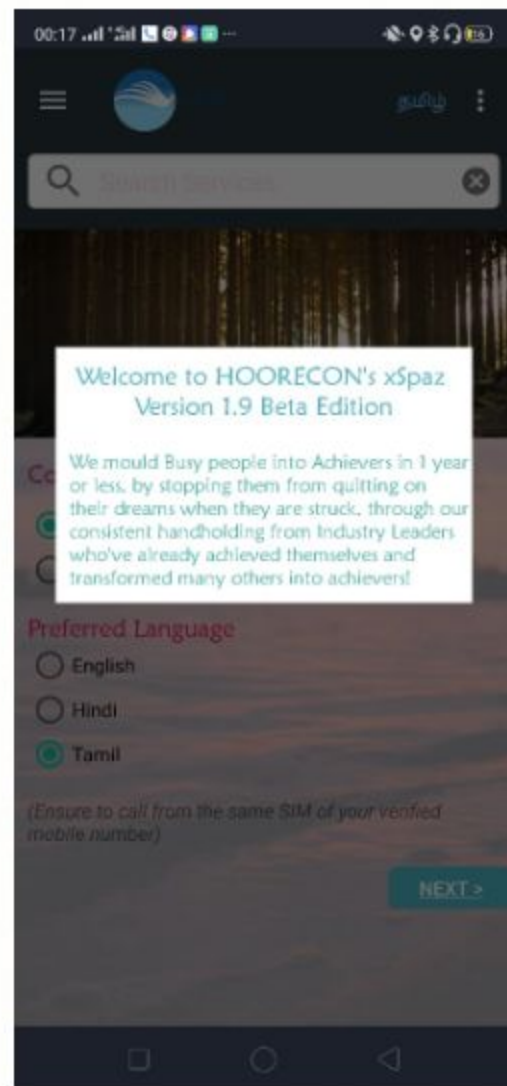 00:17
தமிழ்
Search Services
Welcome to HOORECON's xSpaz
Version 1.9 Beta Edition
We mould Busy people into Achievers in 1 year
or less, by stopping them from quitting on
their dreams when they are struck, through our
consistent handholding from Industry Leaders
who've already achieved themselves and
transformed many others into achievers!
Co
Preferred Language
English
Hindi
Tamil
(Ensure to call from the same SIM of your verified
mobile number)
NEXT >